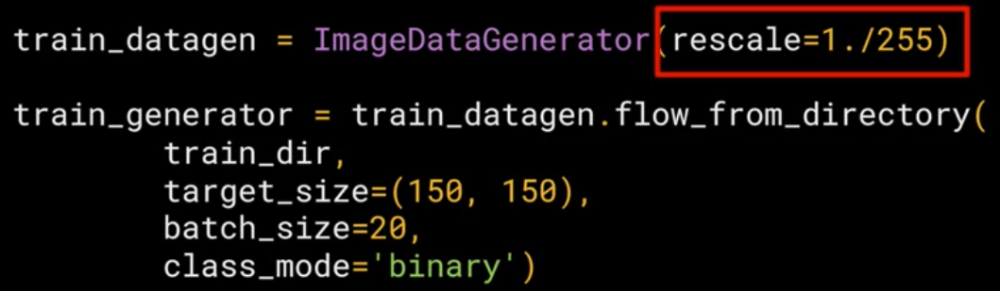 train_datagen = ImageDataGenerator(rescale=1./255)
train_generator = train_datagen.flow_from_directory(
train_dir,
target_size=(150, 150),
batch_size=20,
class_mode='binary')